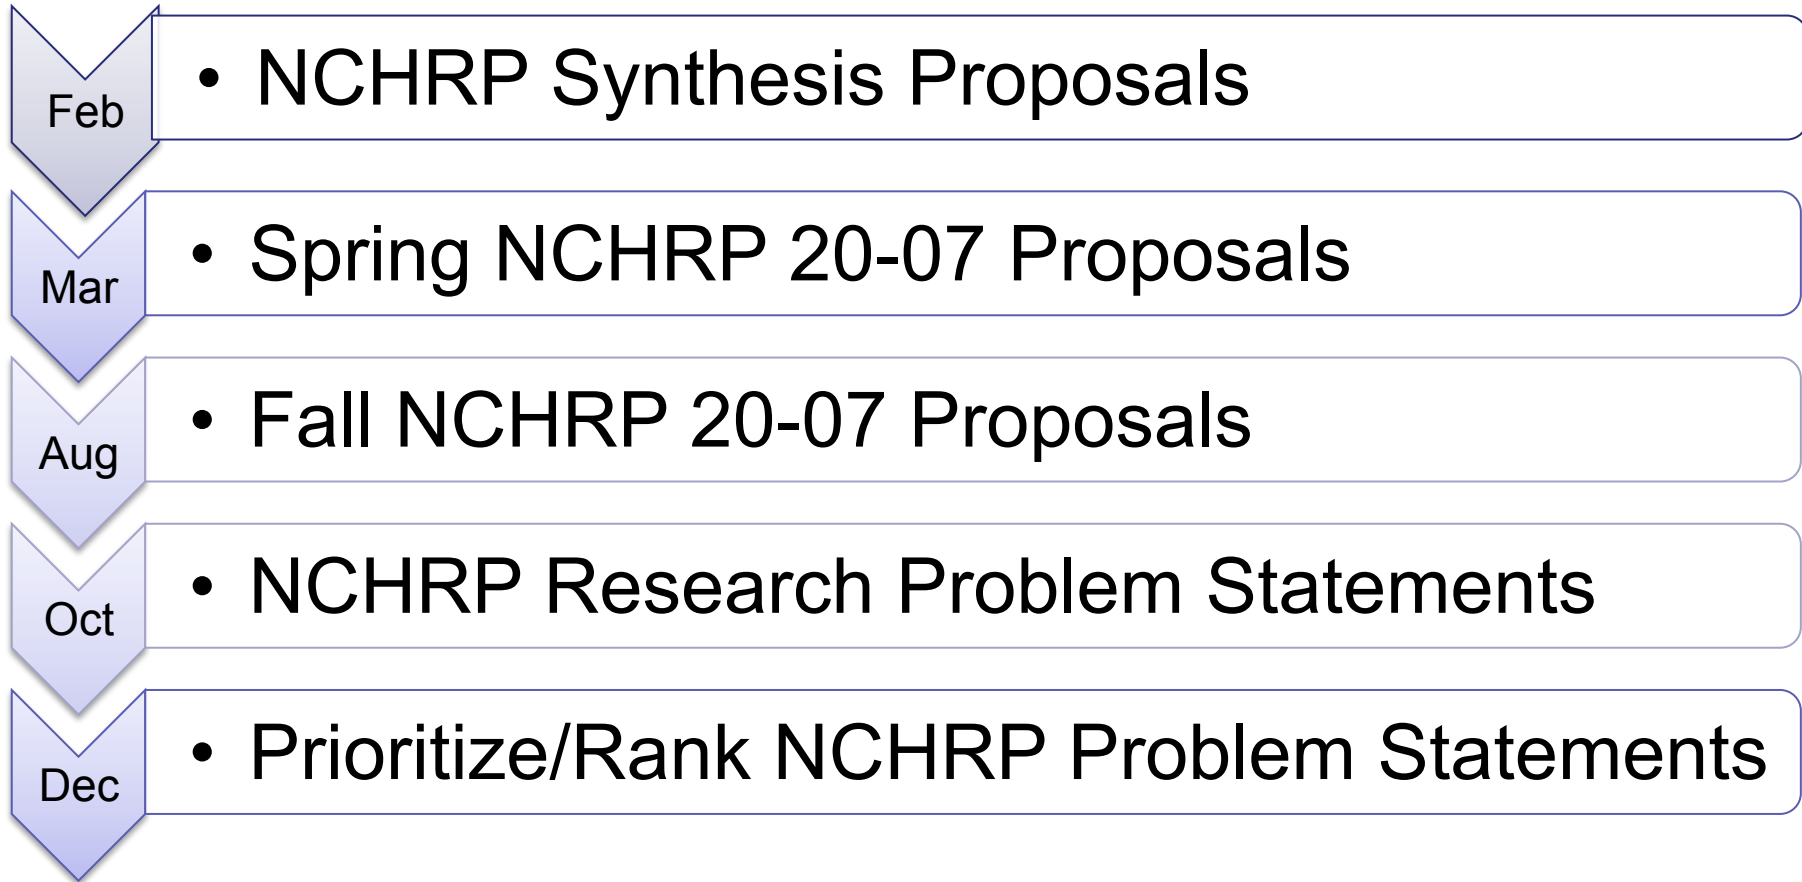 Feb
• NCHRP Synthesis Proposals
Mar
• Spring NCHRP 20-07 Proposals
Aug
• Fall NCHRP 20-07 Proposals
Oct
• NCHRP Research Problem Statements
Dec
• Prioritize/Rank NCHRP Problem Statements